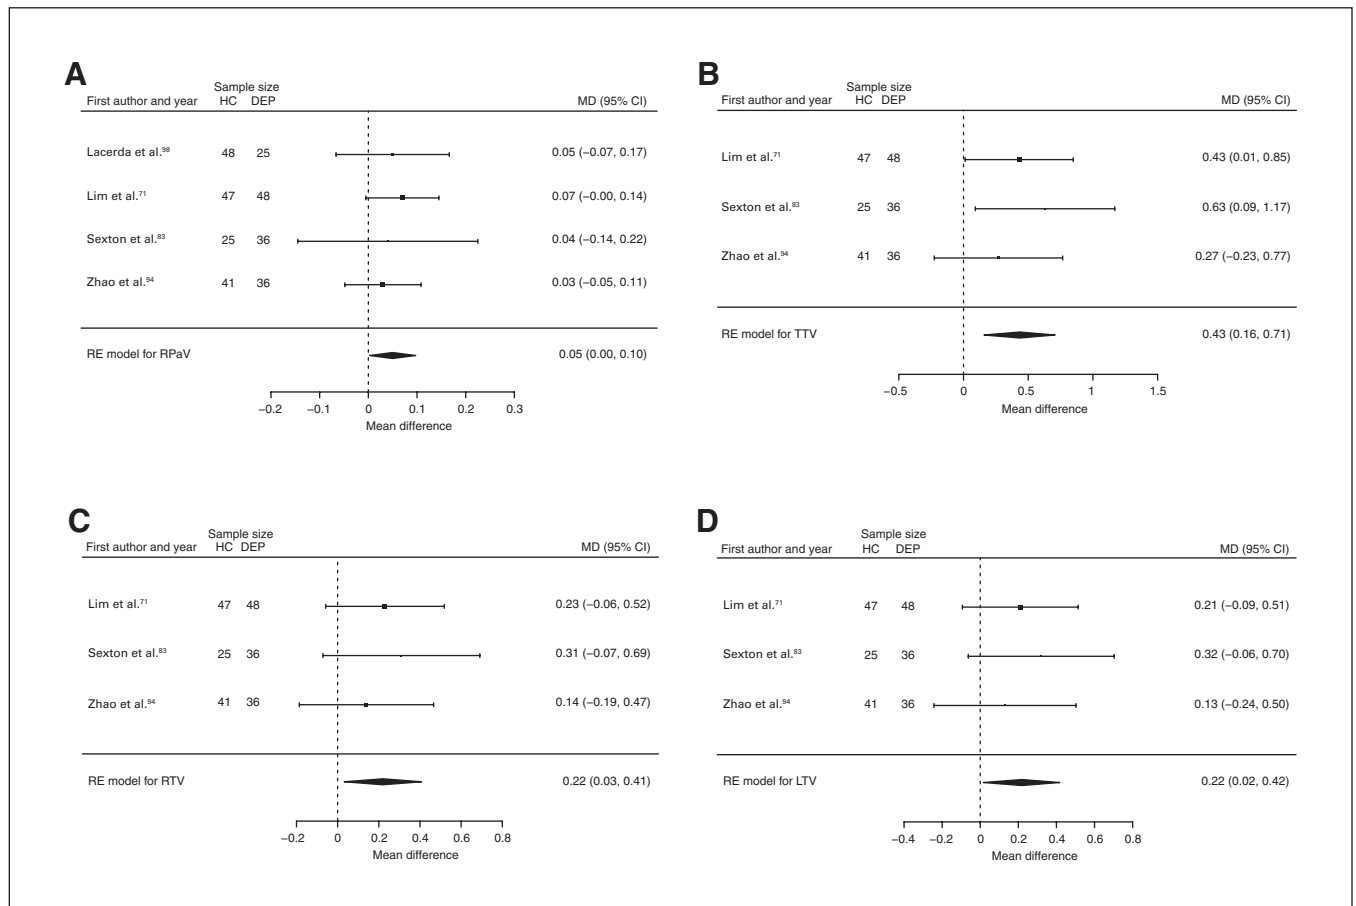 A
Sample size
First author and year HC DEP MD (95% CI)
Lacerda et al.98 48 25 0.05 (−0.07, 0.17)
Lim et al.71 47 48 0.07 (−0.00, 0.14)
Sexton et al.83 25 36 0.04 (−0.14, 0.22)
Zhao et al.94 41 36 0.03 (−0.05, 0.11)
RE model for RPaV 0.05 (0.00, 0.10)
−0.2 −0.1 0 0.1 0.2 0.3
Mean difference
B
Sample size
First author and year HC DEP MD (95% CI)
Lim et al.71 47 48 0.43 (0.01, 0.85)
Sexton et al.83 25 36 0.63 (0.09, 1.17)
Zhao et al.94 41 36 0.27 (−0.23, 0.77)
RE model for TTV 0.43 (0.16, 0.71)
−0.5 0 0.5 1 1.5
Mean difference
C
Sample size
First author and year HC DEP MD (95% CI)
Lim et al.71 47 48 0.23 (−0.06, 0.52)
Sexton et al.83 25 36 0.31 (−0.07, 0.69)
Zhao et al.94 41 36 0.14 (−0.19, 0.47)
RE model for RTV 0.22 (0.03, 0.41)
−0.2 0 0.2 0.4 0.6 0.8
Mean difference
D
Sample size
First author and year HC DEP MD (95% CI)
Lim et al.71 47 48 0.21 (−0.09, 0.51)
Sexton et al.83 25 36 0.32 (−0.06, 0.70)
Zhao et al.94 41 36 0.13 (−0.24, 0.50)
RE model for LTV 0.22 (0.02, 0.42)
−0.4 −0.2 0 0.2 0.4 0.6 0.8
Mean difference